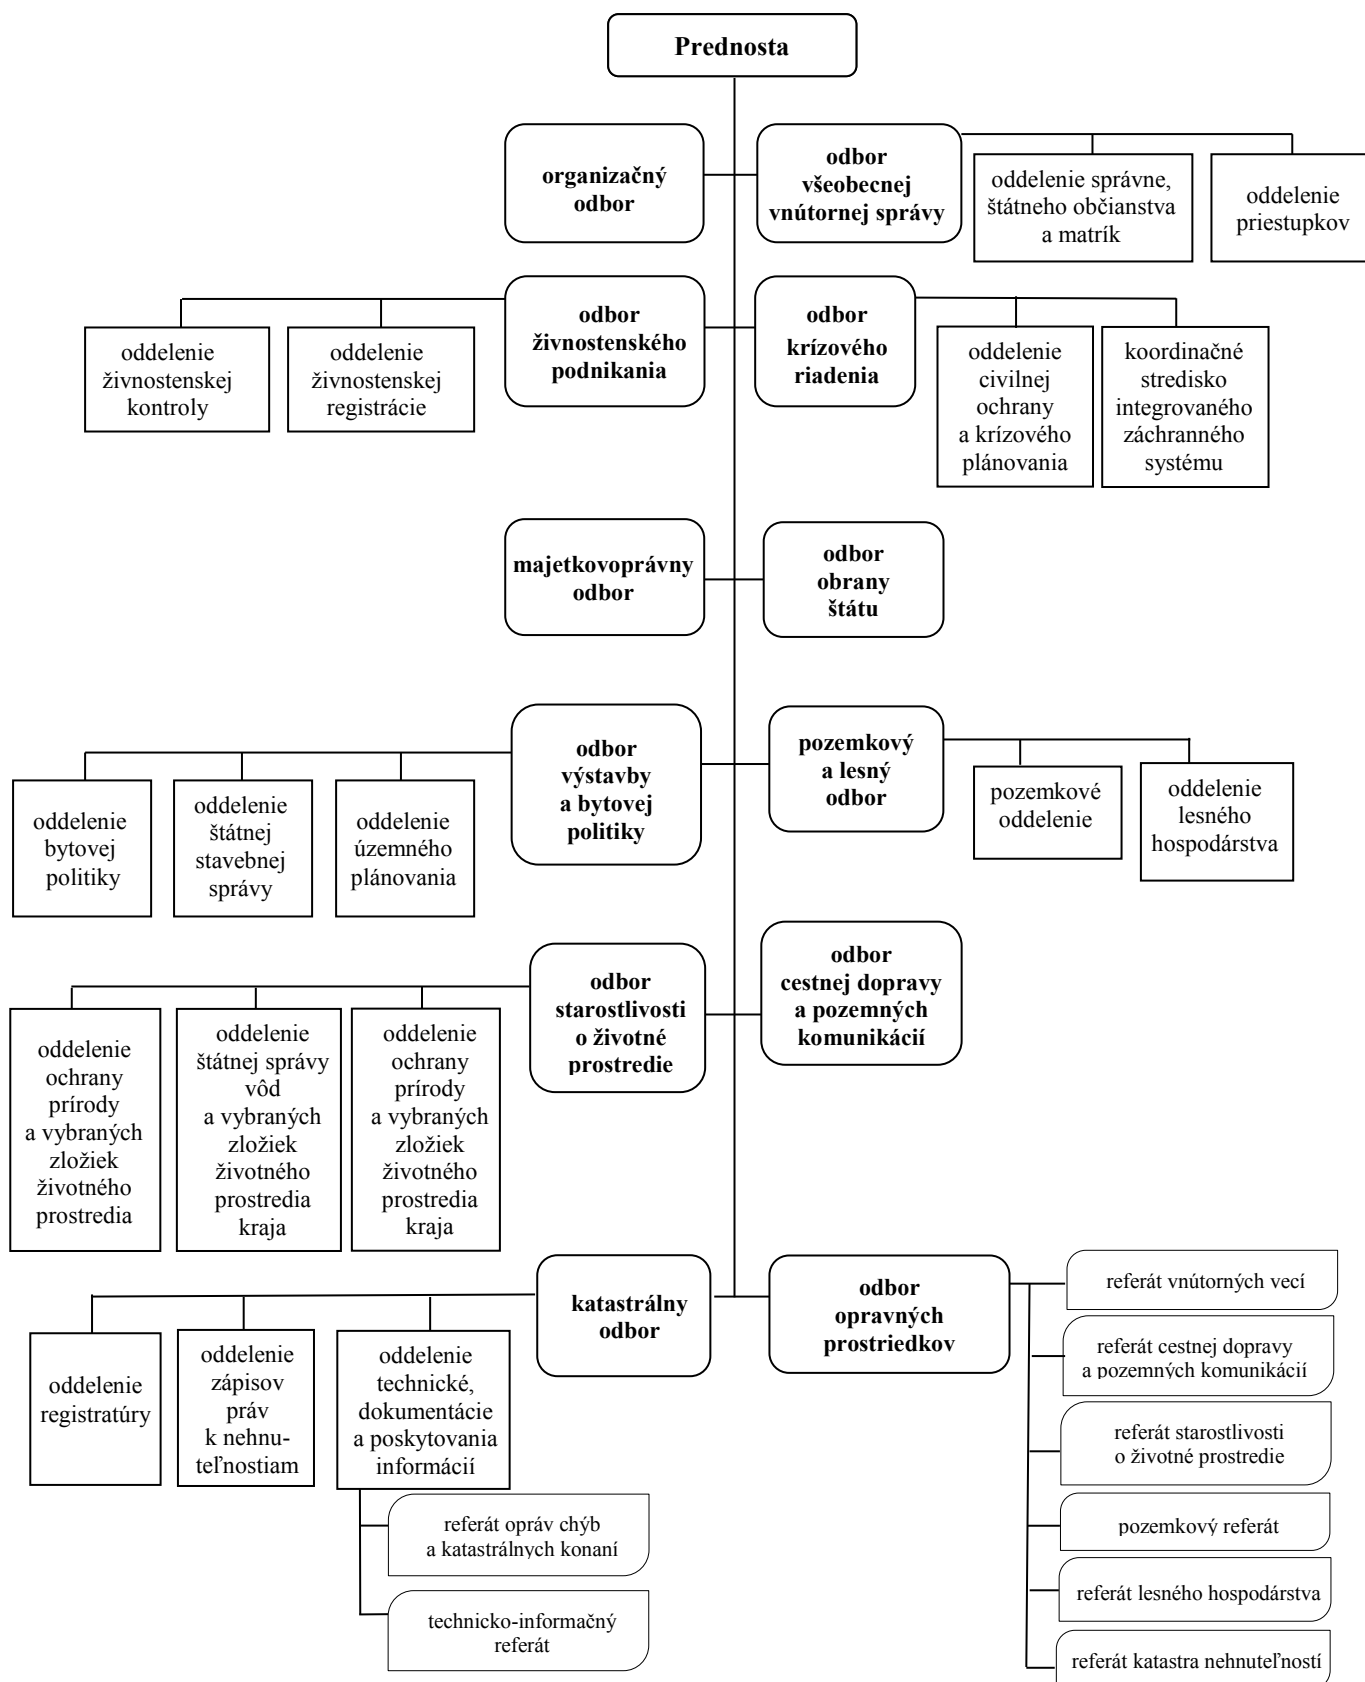 Prednosta
organizačný
odbor
odbor
všeobecnej
vnútornej správy
oddelenie správne,
štátneho občianstva
a matrík
oddelenie
priestupkov
oddelenie
živnostenskej
kontroly
oddelenie
živnostenskej
registrácie
odbor
živnostenského
podnikania
odbor
krízového
riadenia
oddelenie
civilnej
ochrany
a krízového
plánovania
koordinačné
stredisko
integrovaného
záchranného
systému
majetkovoprávny
odbor
odbor
obrany
štátu
oddelenie
bytovej
politiky
oddelenie
štátnej
stavebnej
správy
oddelenie
územného
plánovania
odbor
výstavby
a bytovej
politiky
pozemkový
a lesný
odbor
pozemkové
oddelenie
oddelenie
lesného
hospodárstva
oddelenie
ochrany
prírody
a vybraných
zložiek
životného
prostredia
oddelenie
štátnej správy
vôd
a vybraných
zložiek
životného
prostredia
kraja
oddelenie
ochrany
prírody
a vybraných
zložiek
životného
prostredia
kraja
odbor
starostlivosti
o životné
prostredie
odbor
cestnej dopravy
a pozemných
komunikácií
oddelenie
registratúry
oddelenie
zápisov
práv
k nehnu-
teľnostiam
oddelenie
technické,
dokumentácie
a poskytovania
informácií
referát opráv chýb
a katastrálnych konaní
technicko-informačný
referát
katastrálny
odbor
odbor
opravných
prostriedkov
referát vnútorných vecí
referát cestnej dopravy
a pozemných komunikácií
referát starostlivosti
o životné prostredie
pozemkový referát
referát lesného hospodárstva
referát katastra nehnuteľností